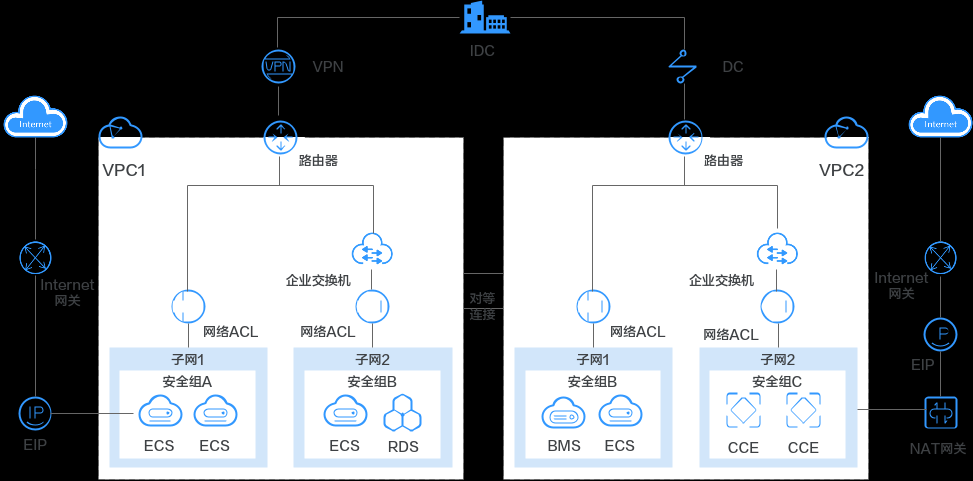 IDC
VPN
DC
Internet
Internet
VPC1
路由器
路由器
VPC2
Internet
网关
企业交换机
对等
连接
企业交换机
Internet
网关
网络ACL
网络ACL
网络ACL
网络ACL
子网1
子网2
子网1
子网2
EIP
安全组A
安全组B
安全组B
安全组C
IP
ECS
ECS
ECS
RDS
BMS
ECS
CCE
CCE
EIP
NAT网关
VPN
P